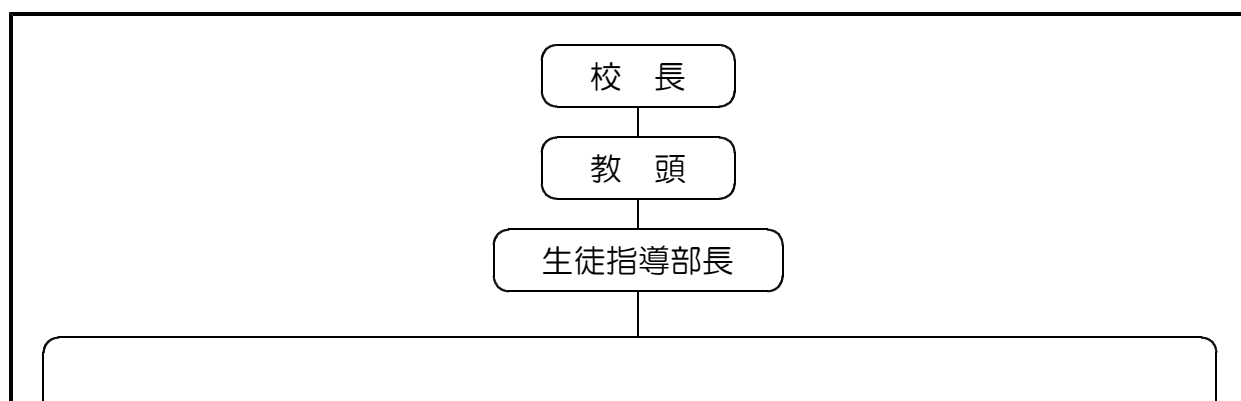 校　長
教　頭
生徒指導部長